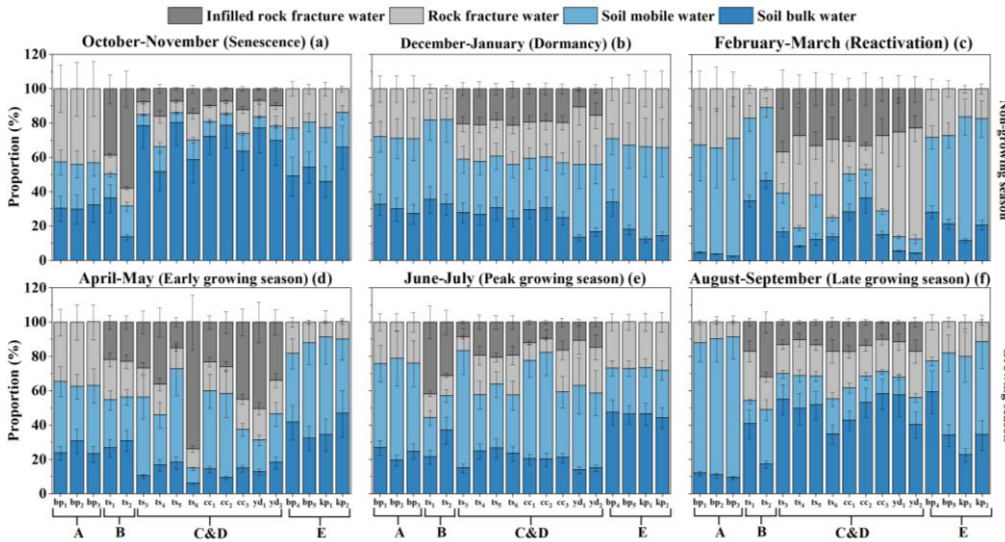 Infilled rock fracture water Rock fracture water Soil mobile water Soil bulk water
October-November (Senescence) (a) December-January (Dormancy) (b) February-March (Reactivation) (c)
Proportion (%)
120
100
80
60
40
20
0
Non-growing season
April-May (Early growing season) (d) June-July (Peak growing season) (e) August-September (Late growing season) (f)
Proportion (%)
120
100
80
60
40
20
0
bp₁ bp₂ bp₃ ts₁ ts₂ ts₃ ts₄ ts₅ ts₆ cc₁ cc₂ cc₃ yd₁ yd₂ bp₄ bp₅ kp₁ kp₂
bp₁ bp₂ bp₃ ts₁ ts₂ ts₃ ts₄ ts₅ ts₆ cc₁ cc₂ cc₃ yd₁ yd₂ bp₄ bp₅ kp₁ kp₂
bp₁ bp₂ bp₃ ts₁ ts₂ ts₃ ts₄ ts₅ ts₆ cc₁ cc₂ cc₃ yd₁ yd₂ bp₄ bp₅ kp₁ kp₂
A B C&D E A B C&D E A B C&D E